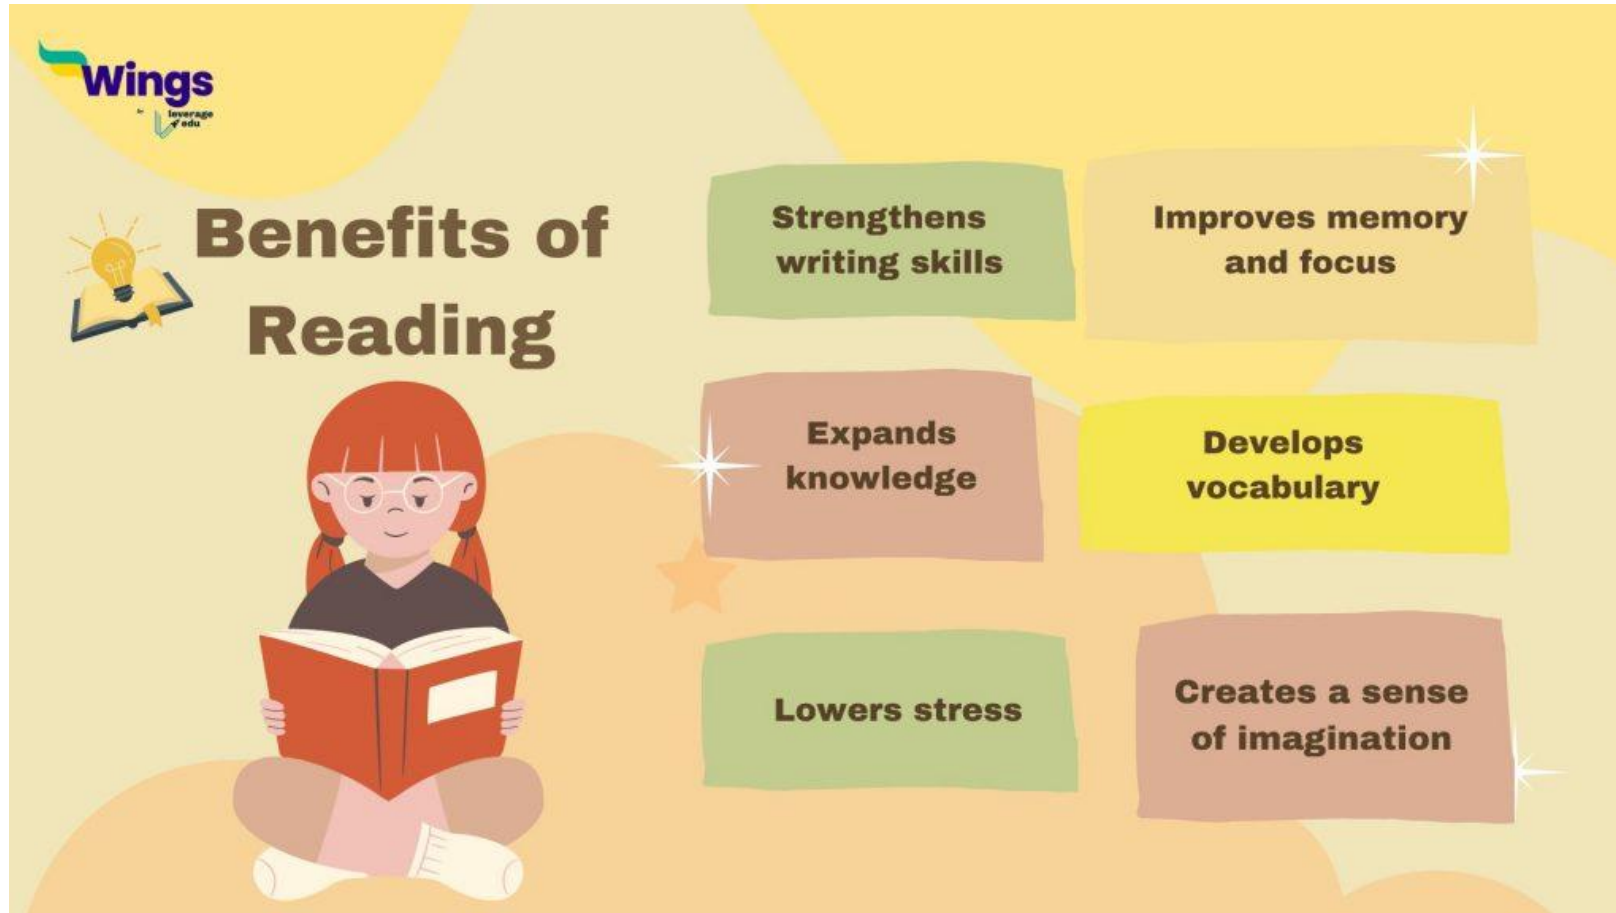 Wings
by leverage
edu
Benefits of
Reading
Strengthens
writing skills
Improves memory
and focus
Expands
knowledge
Develops
vocabulary
Lowers stress
Creates a sense
of imagination